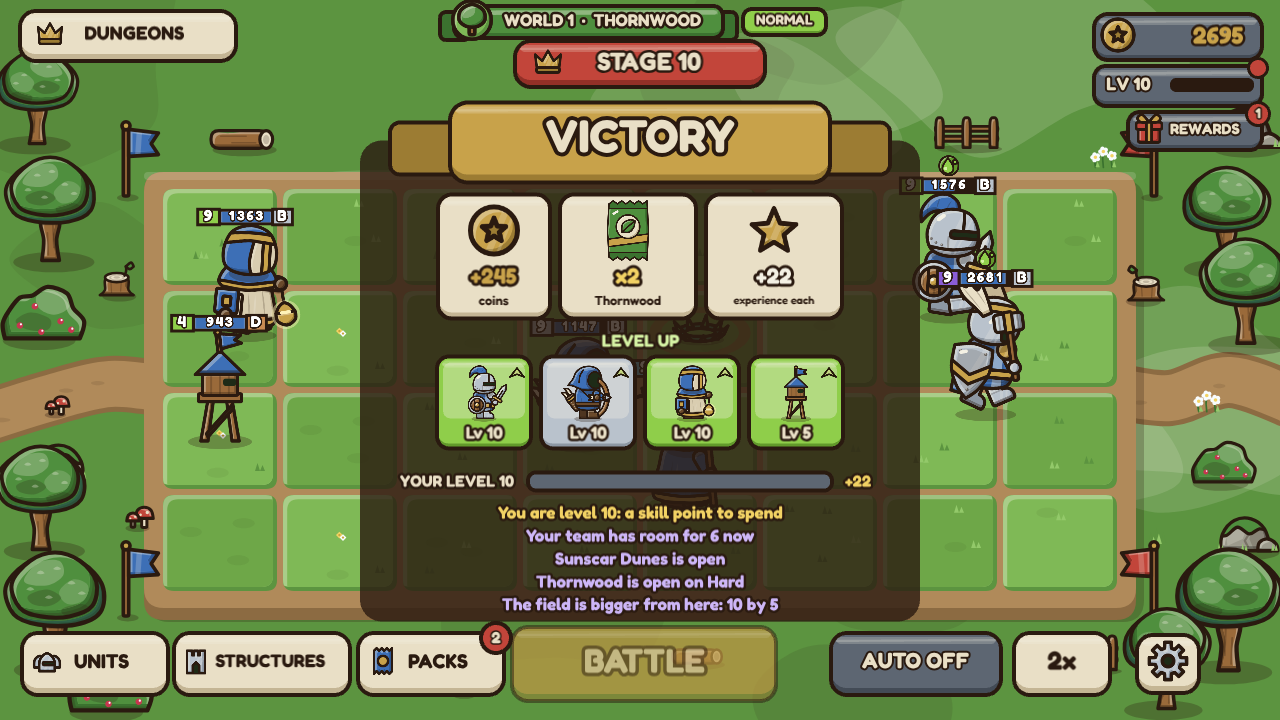 DUNGEONS
WORLD 1 • THORNWOOD
NORMAL
STAGE 10
2695
LV 10
1
REWARDS
VICTORY
9 1363 B
4 943 D
9 1576 B
9 2681 B
9 1147 B
+245
coins
x2
Thornwood
+22
experience each
LEVEL UP
Lv 10
Lv 10
Lv 10
Lv 5
YOUR LEVEL 10
+22
You are level 10: a skill point to spend
Your team has room for 6 now
Sunscar Dunes is open
Thornwood is open on Hard
The field is bigger from here: 10 by 5
UNITS
STRUCTURES
PACKS
2
BATTLE
AUTO OFF
2x